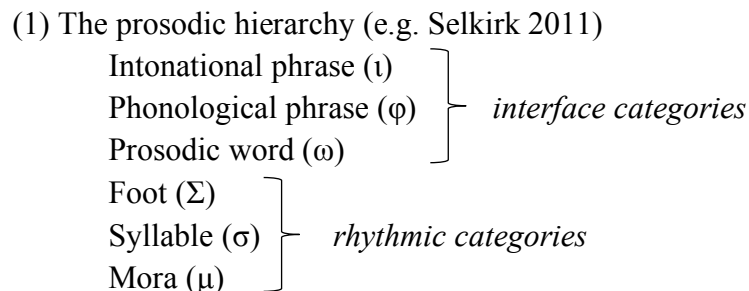 (1) The prosodic hierarchy (e.g. Selkirk 2011)
Intonational phrase (ι)
Phonological phrase (φ) interface categories
Prosodic word (ω)
Foot (Σ)
Syllable (σ) rhythmic categories
Mora (μ)